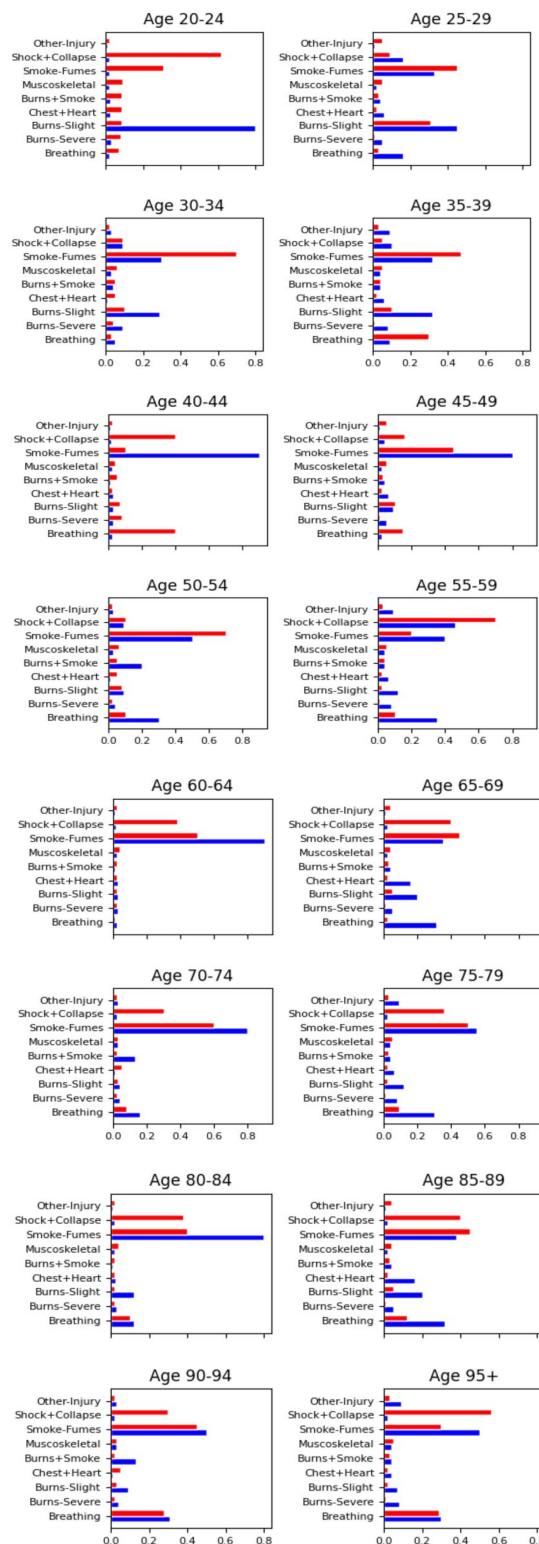 Age 20-24
Other-Injury
Shock+Collapse
Smoke-Fumes
Muscoskeletal
Burns+Smoke
Chest+Heart
Burns-Slight
Burns-Severe
Breathing
Age 25-29
Other-Injury
Shock+Collapse
Smoke-Fumes
Muscoskeletal
Burns+Smoke
Chest+Heart
Burns-Slight
Burns-Severe
Breathing
Age 30-34
Other-Injury
Shock+Collapse
Smoke-Fumes
Muscoskeletal
Burns+Smoke
Chest+Heart
Burns-Slight
Burns-Severe
Breathing
0.0 0.2 0.4 0.6 0.8
Age 35-39
Other-Injury
Shock+Collapse
Smoke-Fumes
Muscoskeletal
Burns+Smoke
Chest+Heart
Burns-Slight
Burns-Severe
Breathing
0.0 0.2 0.4 0.6 0.8
Age 40-44
Other-Injury
Shock+Collapse
Smoke-Fumes
Muscoskeletal
Burns+Smoke
Chest+Heart
Burns-Slight
Burns-Severe
Breathing
Age 45-49
Other-Injury
Shock+Collapse
Smoke-Fumes
Muscoskeletal
Burns+Smoke
Chest+Heart
Burns-Slight
Burns-Severe
Breathing
Age 50-54
Other-Injury
Shock+Collapse
Smoke-Fumes
Muscoskeletal
Burns+Smoke
Chest+Heart
Burns-Slight
Burns-Severe
Breathing
0.0 0.2 0.4 0.6 0.8
Age 55-59
Other-Injury
Shock+Collapse
Smoke-Fumes
Muscoskeletal
Burns+Smoke
Chest+Heart
Burns-Slight
Burns-Severe
Breathing
0.0 0.2 0.4 0.6 0.8
Age 60-64
Other-Injury
Shock+Collapse
Smoke-Fumes
Muscoskeletal
Burns+Smoke
Chest+Heart
Burns-Slight
Burns-Severe
Breathing
Age 65-69
Other-Injury
Shock+Collapse
Smoke-Fumes
Muscoskeletal
Burns+Smoke
Chest+Heart
Burns-Slight
Burns-Severe
Breathing
Age 70-74
Other-Injury
Shock+Collapse
Smoke-Fumes
Muscoskeletal
Burns+Smoke
Chest+Heart
Burns-Slight
Burns-Severe
Breathing
0.0 0.2 0.4 0.6 0.8
Age 75-79
Other-Injury
Shock+Collapse
Smoke-Fumes
Muscoskeletal
Burns+Smoke
Chest+Heart
Burns-Slight
Burns-Severe
Breathing
0.0 0.2 0.4 0.6 0.8
Age 80-84
Other-Injury
Shock+Collapse
Smoke-Fumes
Muscoskeletal
Burns+Smoke
Chest+Heart
Burns-Slight
Burns-Severe
Breathing
Age 85-89
Other-Injury
Shock+Collapse
Smoke-Fumes
Muscoskeletal
Burns+Smoke
Chest+Heart
Burns-Slight
Burns-Severe
Breathing
Age 90-94
Other-Injury
Shock+Collapse
Smoke-Fumes
Muscoskeletal
Burns+Smoke
Chest+Heart
Burns-Slight
Burns-Severe
Breathing
0.0 0.2 0.4 0.6 0.8
Age 95+
Other-Injury
Shock+Collapse
Smoke-Fumes
Muscoskeletal
Burns+Smoke
Chest+Heart
Burns-Slight
Burns-Severe
Breathing
0.0 0.2 0.4 0.6 0.8